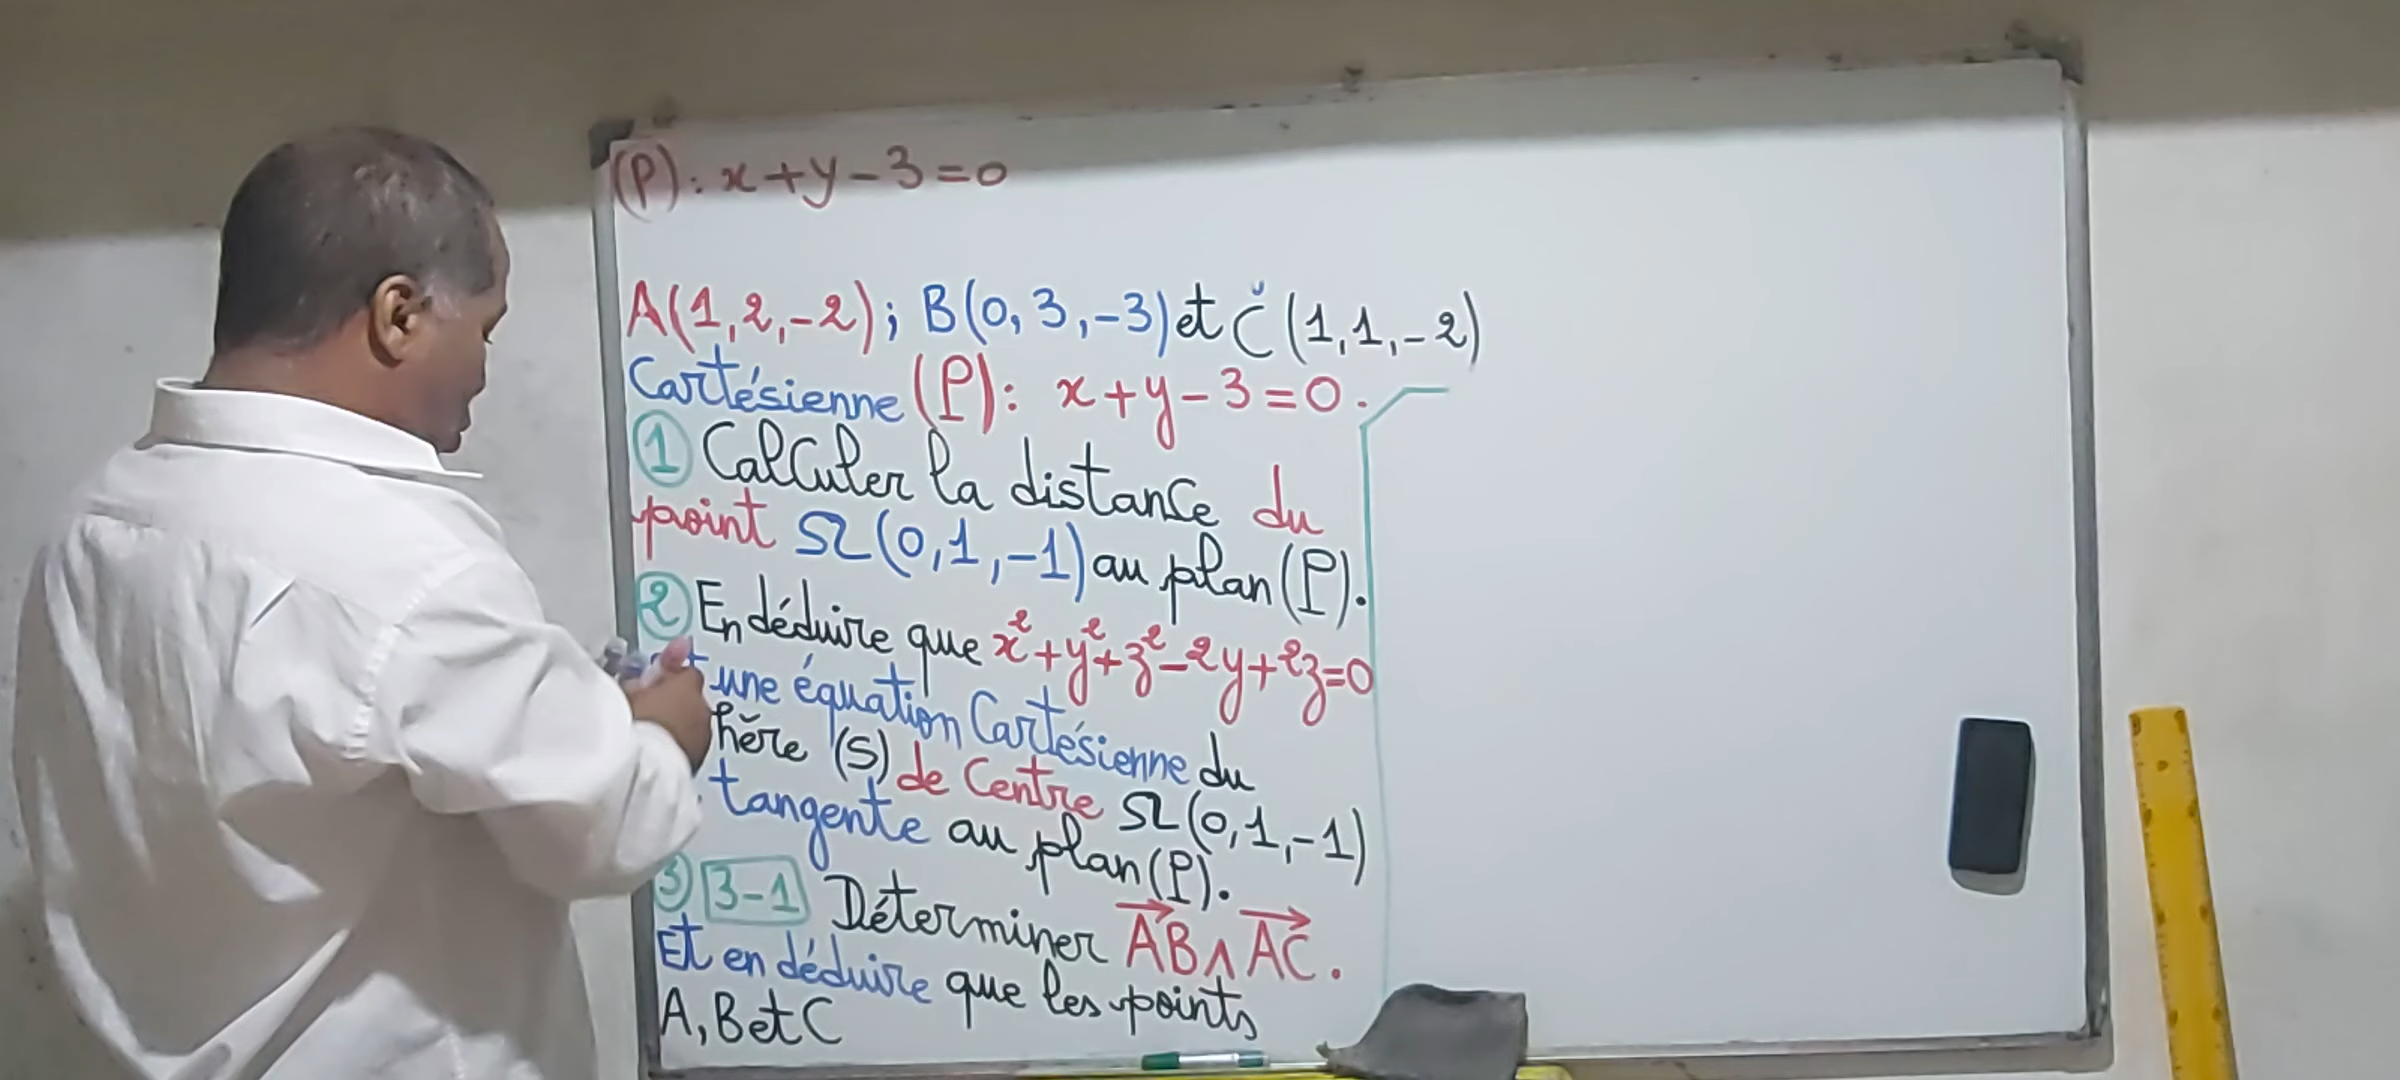 (P): x+y-3=0
A(1,2,-2); B(0,3,-3) et C(1,1,-2)
Cartésienne (P): x+y-3=0.
1 Calculer la distance du
point Ω(0,1,-1) au plan (P).
2 En déduire que x²+y²+z²-2y+2z=0
une équation Cartésienne du
hère (S) de Centre Ω(0,1,-1)
tangente au plan (P).
3 3-1 Déterminer AB∧AC.
Et en déduire que les points
A, B et C